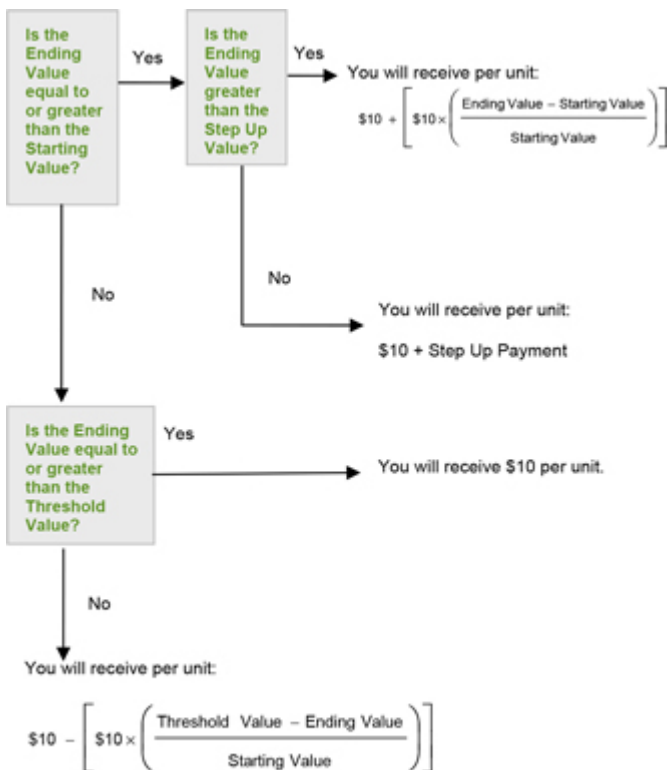 Is the
Ending
Value
equal to
or greater
than the
Starting
Value?
Yes
Is the
Ending
Value
greater
than the
Step Up
Value?
Yes
You will receive per unit:
$10 + [ $10 × ( Ending Value – Starting Value
Starting Value ) ]
No
No
You will receive per unit:
$10 + Step Up Payment
Is the Ending
Value equal to
or greater
than the
Threshold
Value?
Yes
You will receive $10 per unit.
No
You will receive per unit:
$10 – [ $10 × ( Threshold Value – Ending Value
Starting Value ) ]